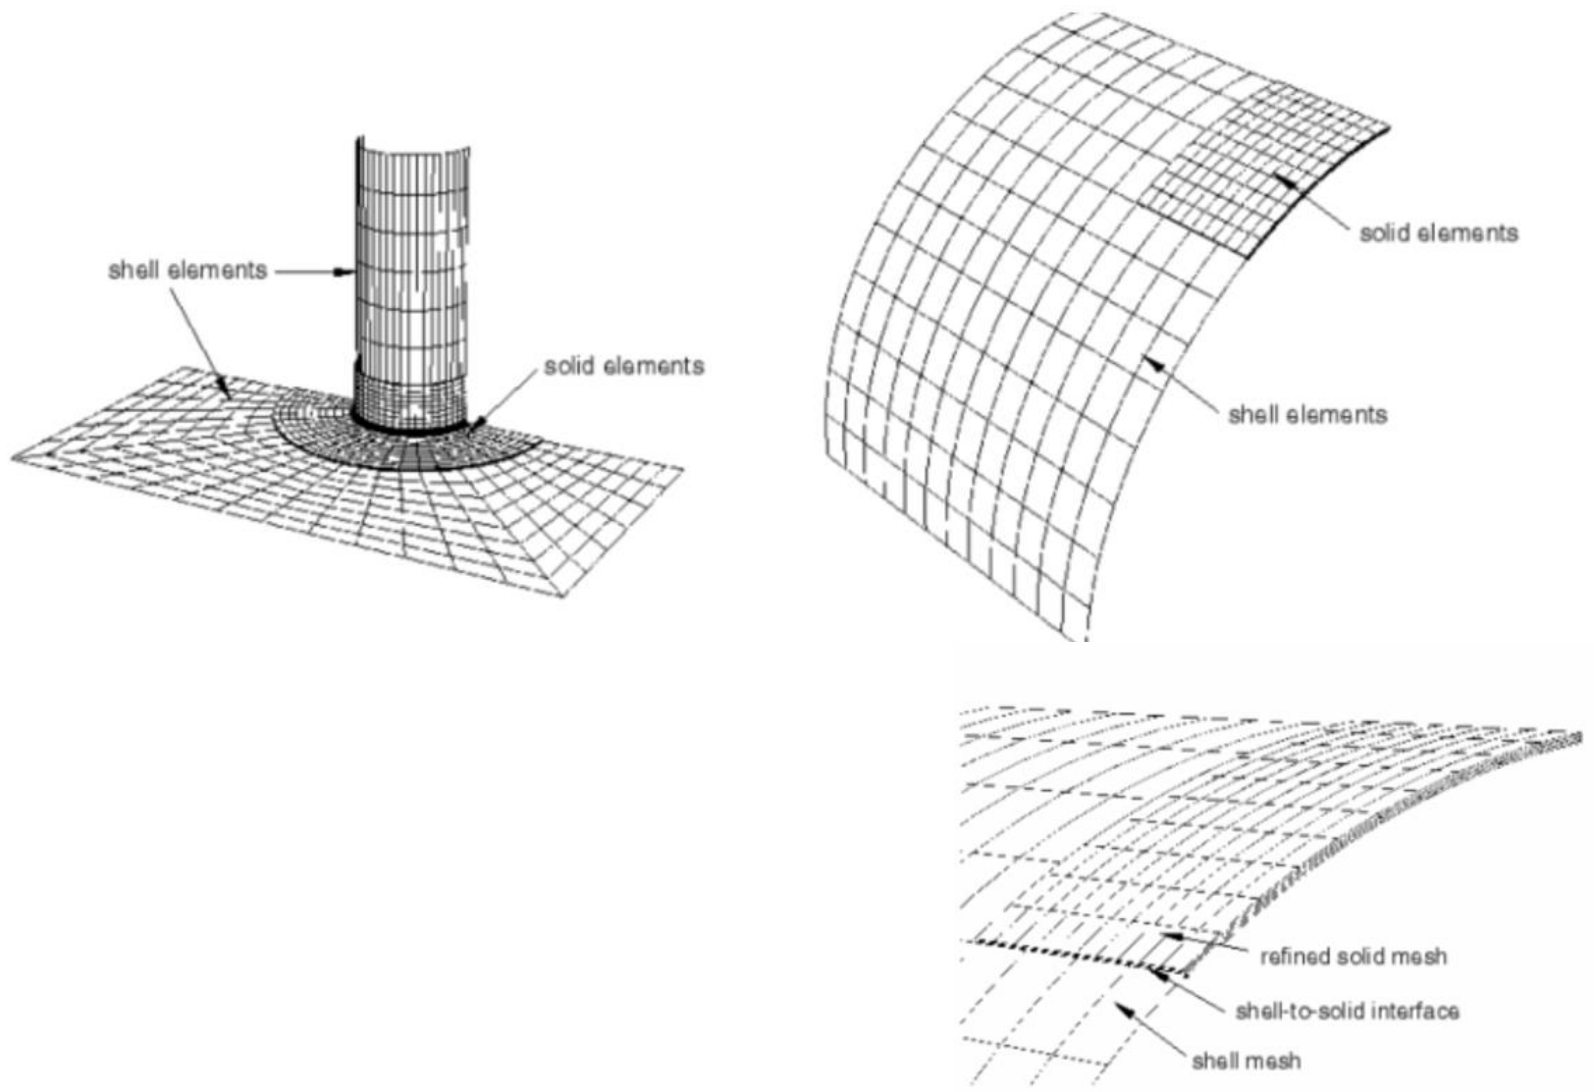 shell elements
solid elements
solid elements
shell elements
refined solid mesh
shell-to-solid interface
shell mesh